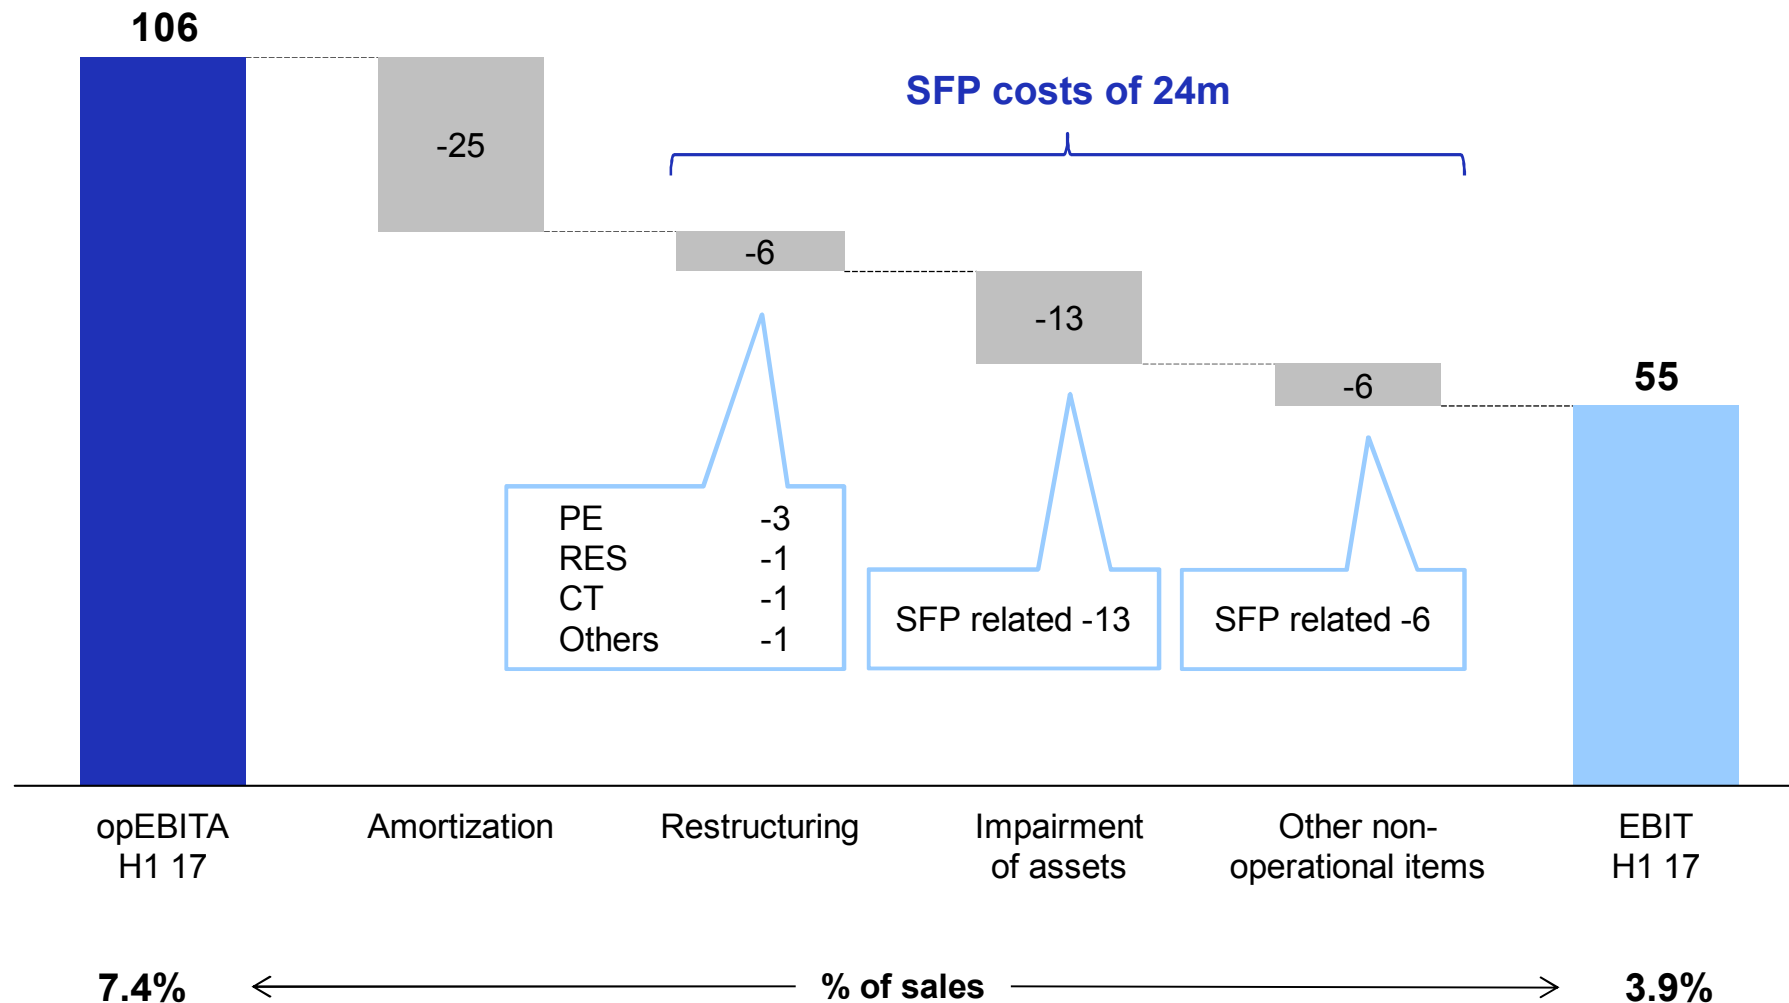 106
SFP costs of 24m
-25
-6
-13
-6
55
PE -3
RES -1
CT -1
Others -1
SFP related -13
SFP related -6
opEBITA
H1 17
Amortization
Restructuring
Impairment
of assets
Other non-
operational items
EBIT
H1 17
7.4%
% of sales
3.9%